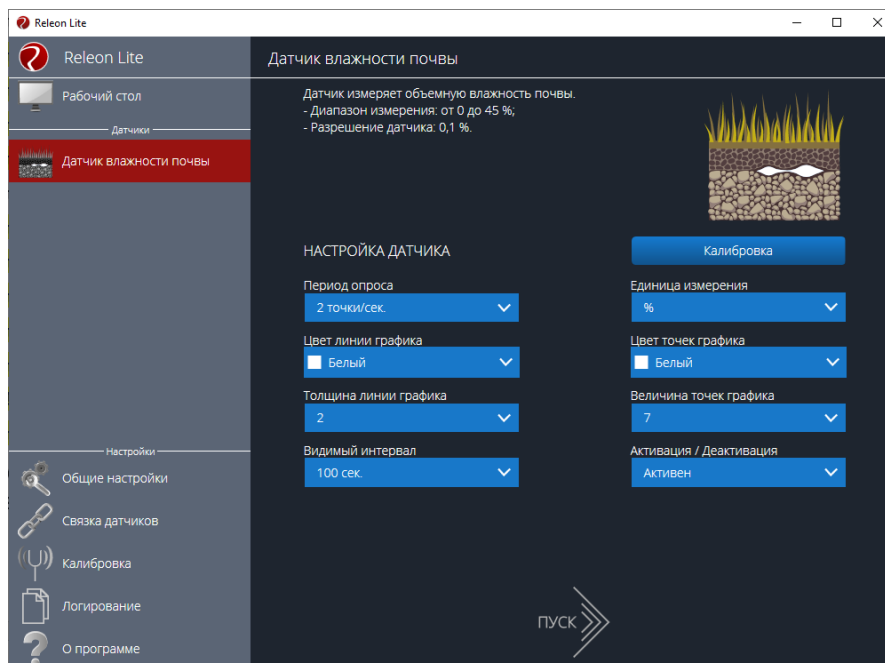 Releon Lite
Releon Lite
Рабочий стол
Датчики
Датчик влажности почвы
Настройки
Общие настройки
Связка датчиков
Калибровка
Логирование
О программе
Датчик влажности почвы
Датчик измеряет объемную влажность почвы.
- Диапазон измерения: от 0 до 45 %;
- Разрешение датчика: 0,1 %.
НАСТРОЙКА ДАТЧИКА
Калибровка
Период опроса
2 точки/сек.
Единица измерения
%
Цвет линии графика
Белый
Цвет точек графика
Белый
Толщина линии графика
2
Величина точек графика
7
Видимый интервал
100 сек.
Активация / Деактивация
Активен
ПУСК